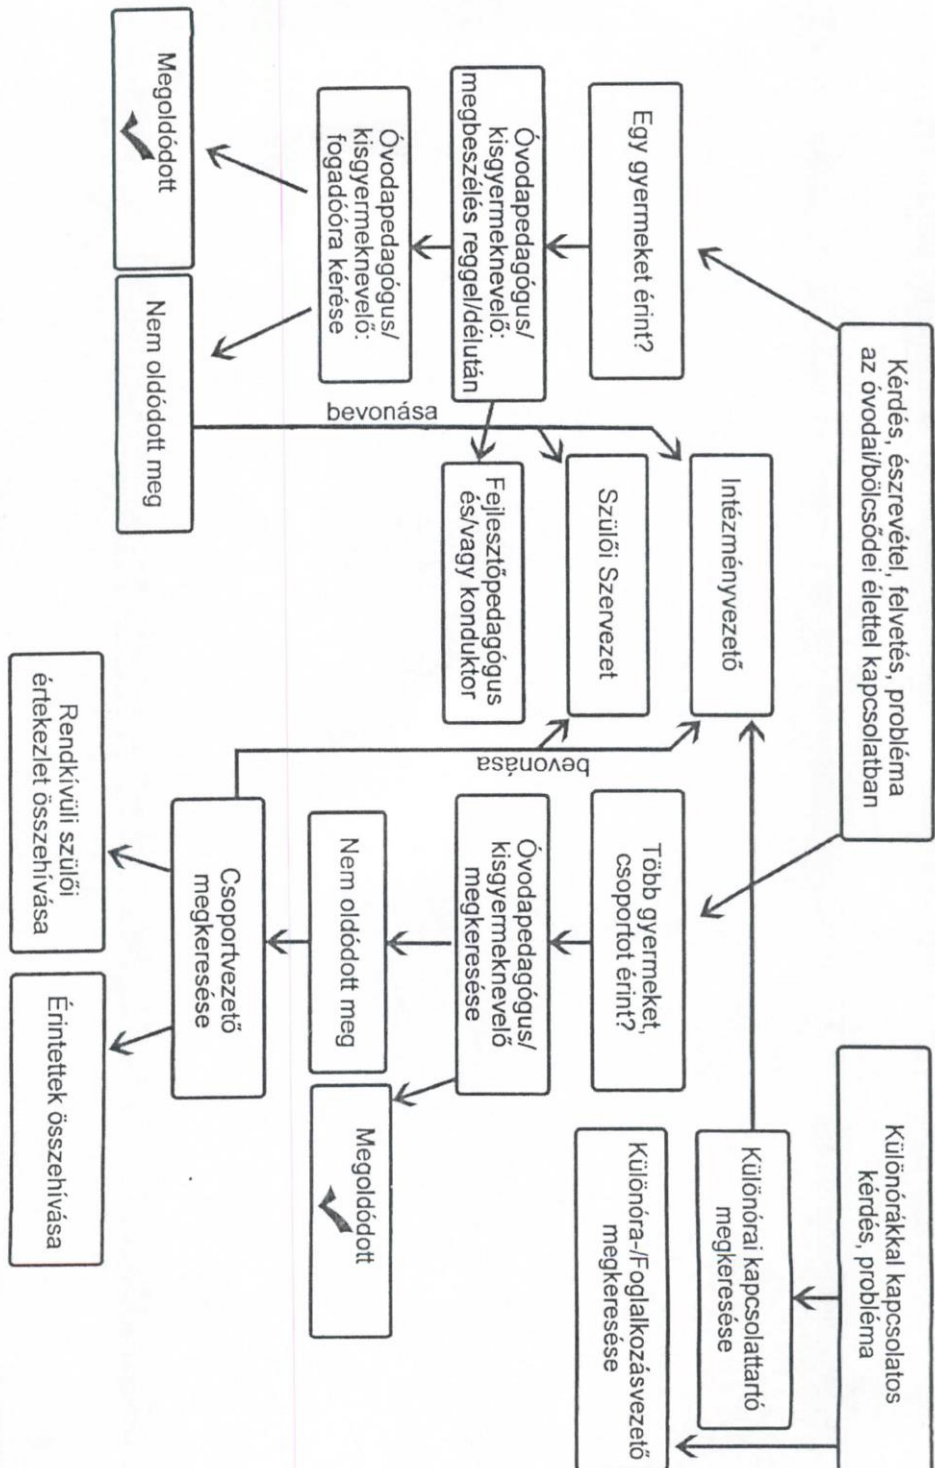 Kérdés, észrevétel, felvetés, probléma
az óvodai/bölcsődei élettel kapcsolatban
Különórákkal kapcsolatos
kérdés, probléma
Egy gyermeket érint?
Óvodapedagógus/
kisgyermeknevelő:
megbeszélés reggel/délután
Óvodapedagógus/
kisgyermeknevelő:
fogadóóra kérése
Megoldódott
Nem oldódott meg
bevonása
Intézményvezető
Szülői Szervezet
Fejlesztőpedagógus
és/vagy konduktor
bevonása
Több gyermeket,
csoportot érint?
Óvodapedagógus/
kisgyermeknevelő
megkeresése
Nem oldódott meg
Megoldódott
Csoportvezető
megkeresése
Rendkívüli szülői
értekezlet összehívása
Érintettek összehívása
Különórai kapcsolattartó
megkeresése
Különóra-/Foglalkozásvezető
megkeresése